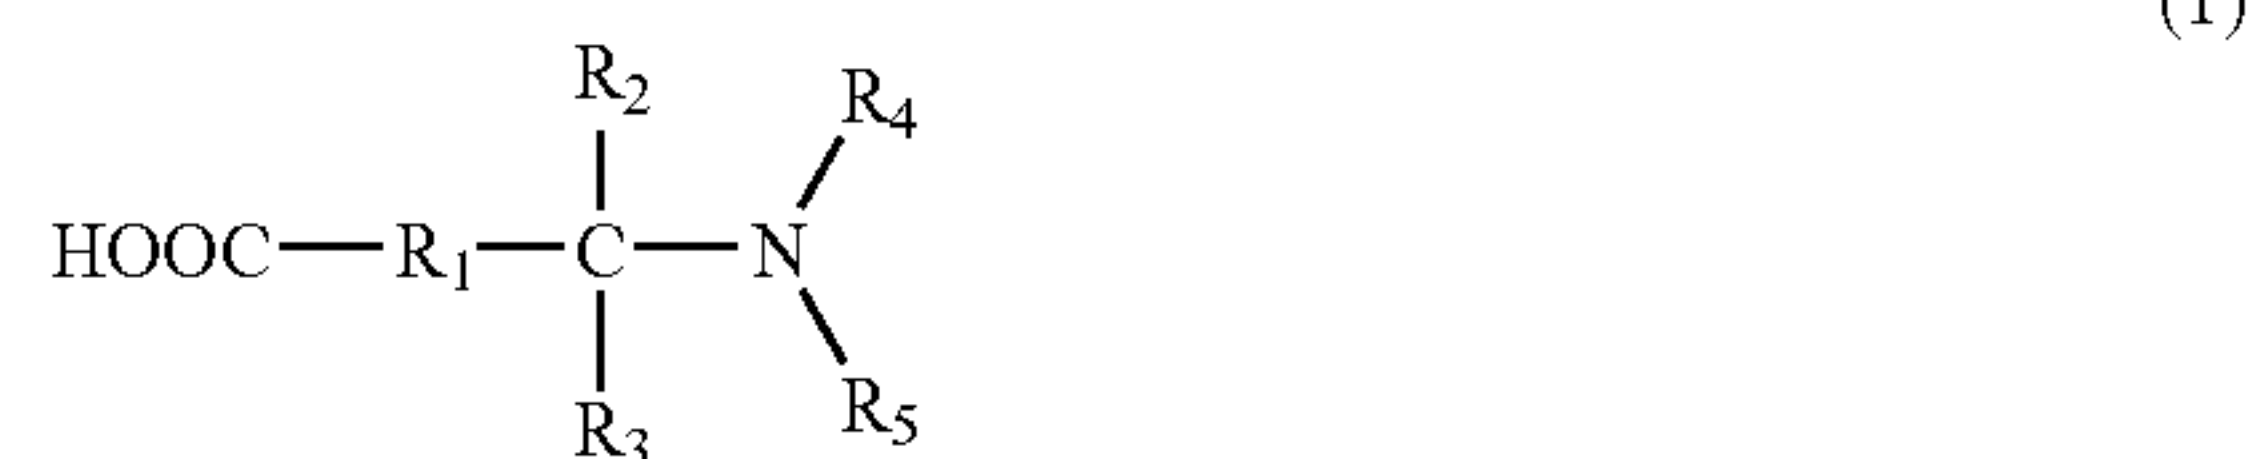 (1)
R₂
R₄
HOOC—R₁—C—N
R₃
R₅